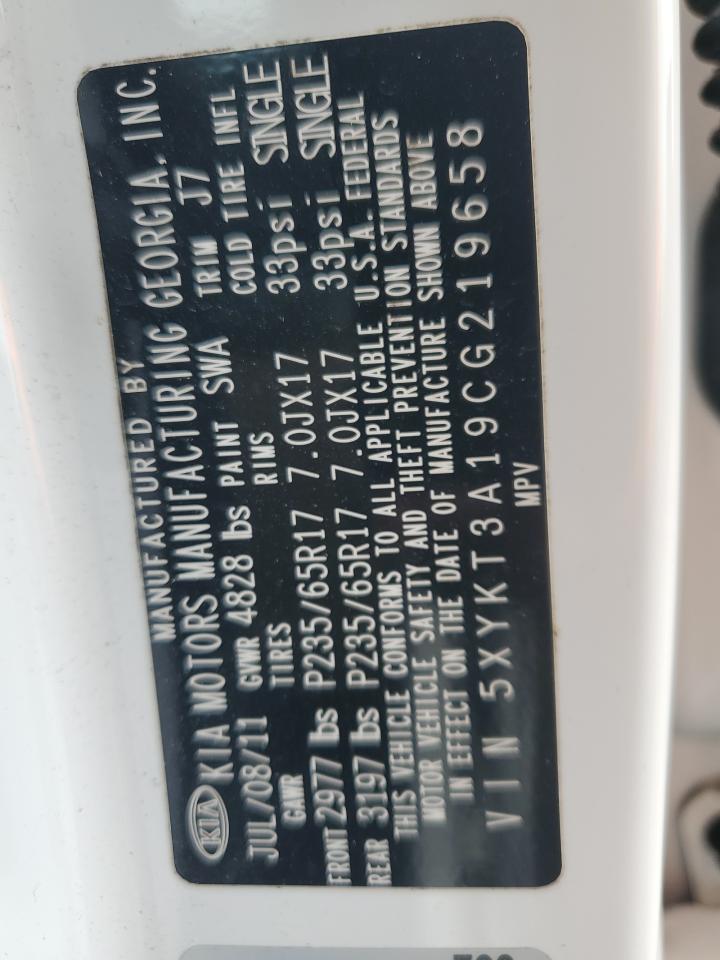 MANUFACTURED BY
KIA KIA MOTORS MANUFACTURING GEORGIA, INC.
JUL/08/11 GVWR 4828 lbs PAINT SWA TRIM J7
GAWR TIRES RIMS COLD TIRE INFL
FRONT 2977 lbs P235/65R17 7.0JX17 33psi SINGLE
REAR 3197 lbs P235/65R17 7.0JX17 33psi SINGLE
THIS VEHICLE CONFORMS TO ALL APPLICABLE U.S.A. FEDERAL
MOTOR VEHICLE SAFETY AND THEFT PREVENTION STANDARDS
IN EFFECT ON THE DATE OF MANUFACTURE SHOWN ABOVE
VIN 5XYKT3A19CG219658
MPV